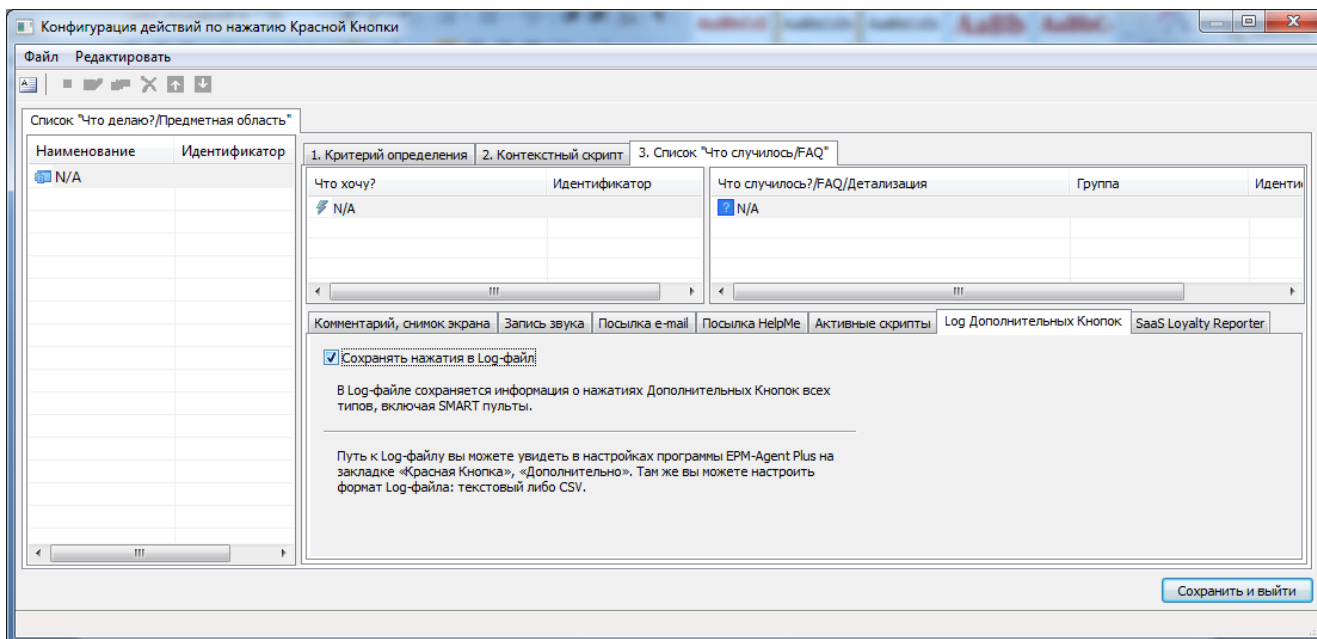 Конфигурация действий по нажатию Красной Кнопки
Файл Редактировать
Список "Что делаю?/Предметная область"
Наименование Идентификатор
N/A
1. Критерий определения 2. Контекстный скрипт 3. Список "Что случилось/FAQ"
Что хочу? Идентификатор
N/A
Что случилось?/FAQ/Детализация Группа
N/A
Комментарий, снимок экрана Запись звука Посылка e-mail Посылка HelpMe Активные скрипты Log Дополнительных Кнопок SaaS Loyalty Reporter
Сохранять нажатия в Log-файл
В Log-файле сохраняется информация о нажатиях Дополнительных Кнопок всех
типов, включая SMART пульты.
Путь к Log-файлу вы можете увидеть в настройках программы EPM-Agent Plus на
закладке «Красная Кнопка», «Дополнительно». Там же вы можете настроить
формат Log-файла: текстовый либо CSV.
Сохранить и выйти